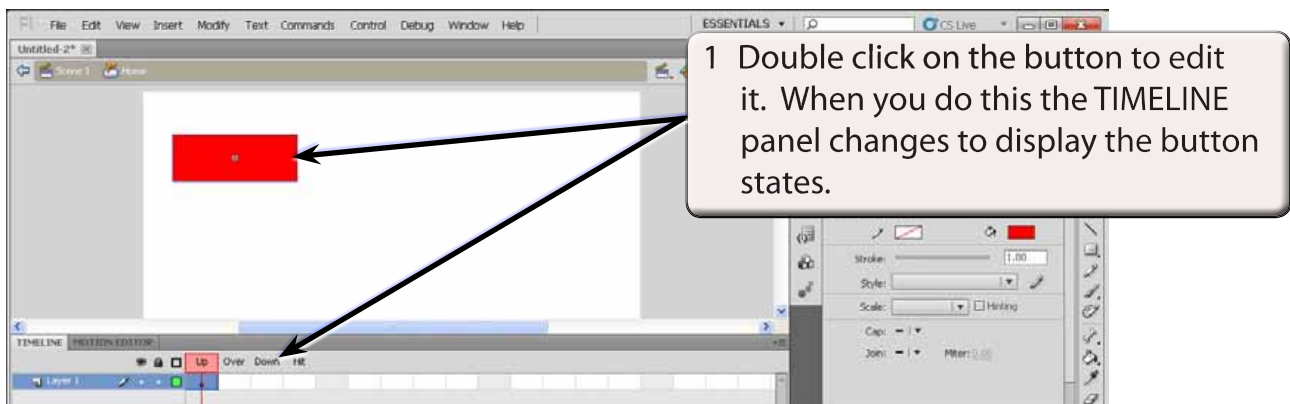 Fl File Edit View Insert Modify Text Commands Control Debug Window Help ESSENTIALS CS Live
Untitled-2*
Scene 1 Home
1 Double click on the button to edit
it. When you do this the TIMELINE
panel changes to display the button
states.
Stroke: 1.00
Style:
Scale: Hinting
Cap:
Join: Miter:
TIMELINE MOTION EDITOR
Up Over Down Hit
Layer 1